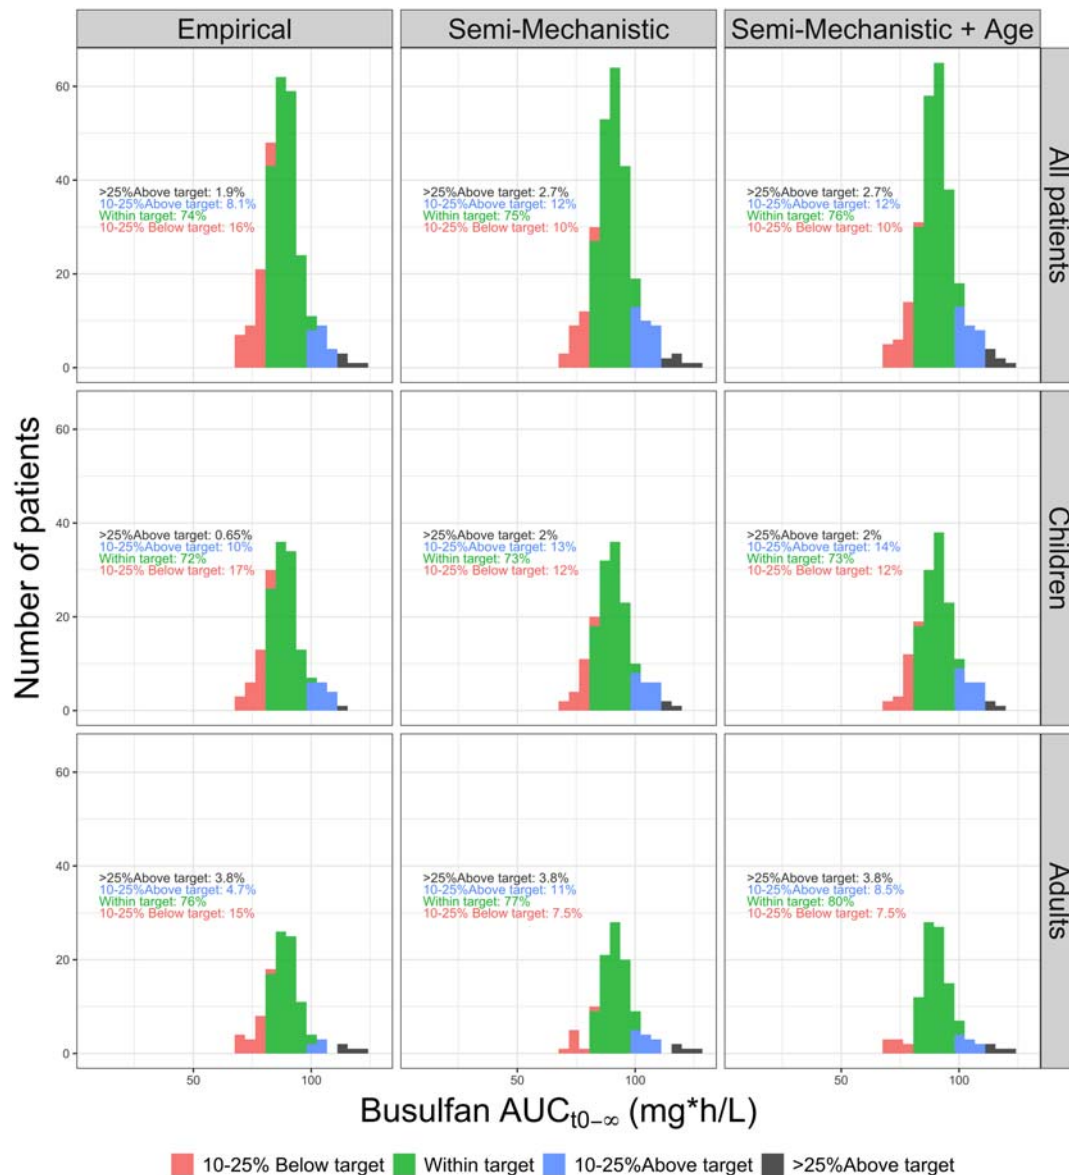 Empirical
Semi-Mechanistic
Semi-Mechanistic + Age
60
40
20
0
>25%Above target: 1.9%
10-25%Above target: 8.1%
Within target: 74%
10-25% Below target: 16%
>25%Above target: 2.7%
10-25%Above target: 12%
Within target: 75%
10-25% Below target: 10%
>25%Above target: 2.7%
10-25%Above target: 12%
Within target: 76%
10-25% Below target: 10%
All patients
Number of patients
60
40
20
0
>25%Above target: 0.65%
10-25%Above target: 10%
Within target: 72%
10-25% Below target: 17%
>25%Above target: 2%
10-25%Above target: 13%
Within target: 73%
10-25% Below target: 12%
>25%Above target: 2%
10-25%Above target: 14%
Within target: 73%
10-25% Below target: 12%
Children
60
40
20
0
>25%Above target: 3.8%
10-25%Above target: 4.7%
Within target: 76%
10-25% Below target: 15%
>25%Above target: 3.8%
10-25%Above target: 11%
Within target: 77%
10-25% Below target: 7.5%
>25%Above target: 3.8%
10-25%Above target: 8.5%
Within target: 80%
10-25% Below target: 7.5%
Adults
50 100 50 100 50 100
Busulfan AUCt0−∞ (mg*h/L)
10-25% Below target Within target 10-25%Above target >25%Above target